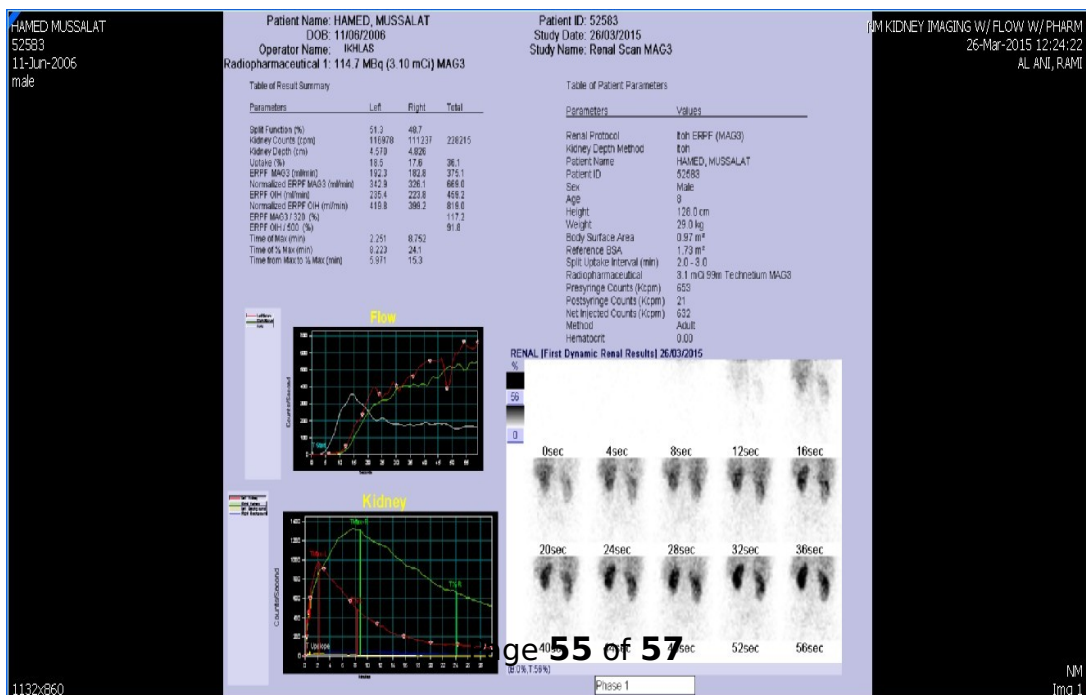 HAMED MUSSALAT
52583
11-Jun-2006
male
Patient Name: HAMED, MUSSALAT
DOB: 11/06/2006
Operator Name: IKHLAS
Radiopharmaceutical 1: 114.7 MBq (3.10 mCi) MAG3
Patient ID: 52583
Study Date: 26/03/2015
Study Name: Renal Scan MAG3
NM KIDNEY IMAGING W/ FLOW W/ PHARM
26-Mar-2015 12:24:22
AL ANI, RAMI
Table of Result Summary
Parameters Left Right Total
Split Function (%) 51.3 48.7
Kidney Counts (cpm) 116978 111237 228215
Kidney Depth (cm) 4.570 4.826
Uptake (%) 18.5 17.6 36.1
ERPF MAG3 (ml/min) 192.3 182.8 375.1
Normalized ERPF MAG3 (ml/min) 342.9 326.1 669.0
ERPF OIH (ml/min) 235.4 223.8 459.2
Normalized ERPF OIH (ml/min) 419.8 399.2 819.0
ERPF MAG3 / 320 (%) 117.2
ERPF OIH / 500 (%) 91.8
Time of Max (min) 2.251 8.752
Time of ½ Max (min) 8.223 24.1
Time from Max to ½ Max (min) 5.971 15.3
Table of Patient Parameters
Parameters Values
Renal Protocol Itoh ERPF (MAG3)
Kidney Depth Method Itoh
Patient Name HAMED, MUSSALAT
Patient ID 52583
Sex Male
Age 8
Height 126.0 cm
Weight 29.0 kg
Body Surface Area 0.97 m²
Reference BSA 1.73 m²
Split Uptake Interval (min) 2.0 - 3.0
Radiopharmaceutical 3.1 mCi 99m Technetium MAG3
Presyringe Counts (Kcpm) 653
Postsyringe Counts (Kcpm) 21
Net Injected Counts (Kcpm) 632
Method Adult
Hematocrit 0.00
Flow
Counts/Second
Kidney
Counts/Second
RENAL [First Dynamic Renal Results] 26/03/2015
%
56
0
0sec 4sec 8sec 12sec 16sec
20sec 24sec 28sec 32sec 36sec
52sec 56sec
(B:0%,T:56%)
Phase 1
55 of 57
1132x860
NM
Img 1